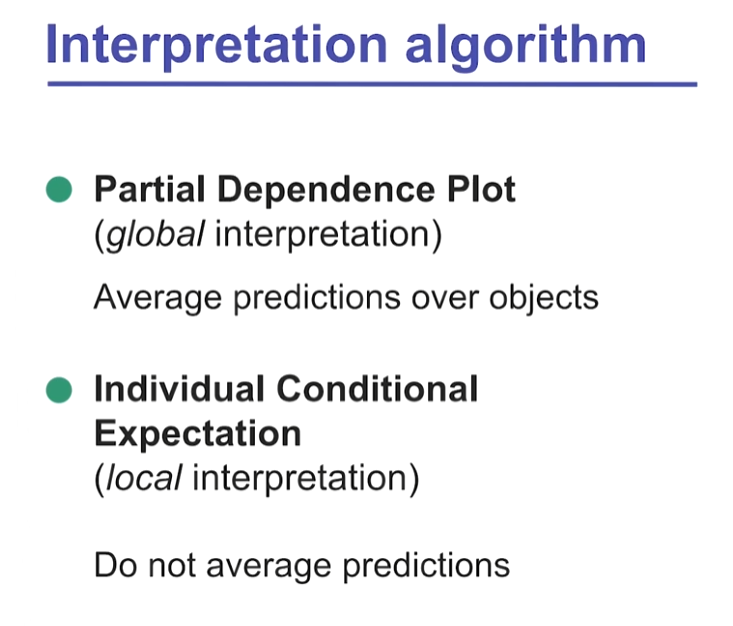 Interpretation algorithm
Partial Dependence Plot
(global interpretation)
Average predictions over objects
Individual Conditional
Expectation
(local interpretation)
Do not average predictions